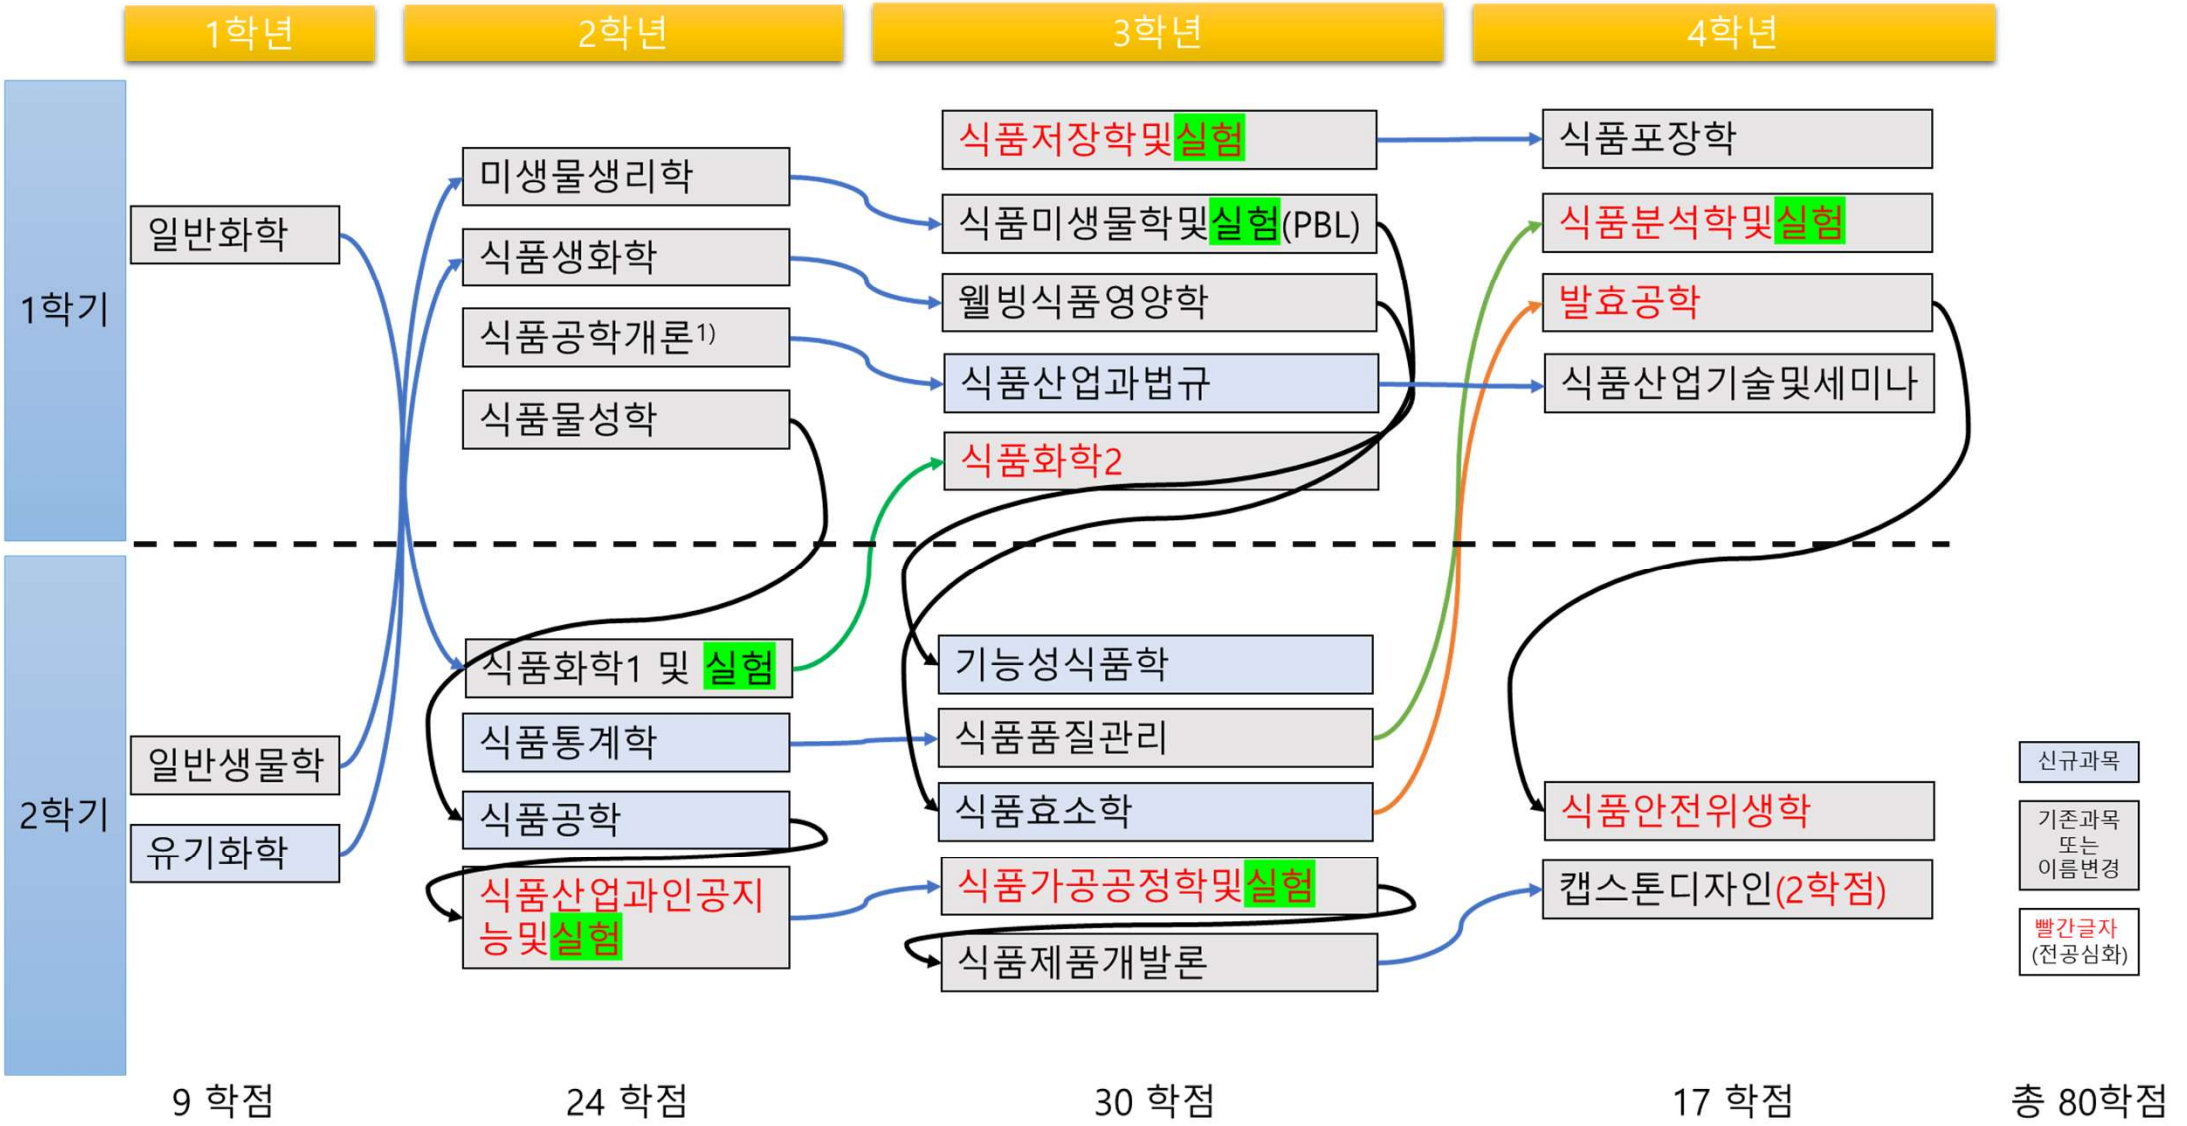 1학년
2학년
3학년
4학년
1학기
일반화학
미생물생리학
식품생화학
식품공학개론1)
식품물성학
식품저장학및실험
식품미생물학및실험(PBL)
웰빙식품영양학
식품산업과법규
식품화학2
식품포장학
식품분석학및실험
발효공학
식품산업기술및세미나
2학기
일반생물학
유기화학
식품화학1 및 실험
식품통계학
식품공학
식품산업과인공지
능및실험
기능성식품학
식품품질관리
식품효소학
식품가공공정학및실험
식품제품개발론
식품안전위생학
캡스톤디자인(2학점)
신규과목
기존과목
또는
이름변경
빨간글자
(전공심화)
9 학점
24 학점
30 학점
17 학점
총 80학점